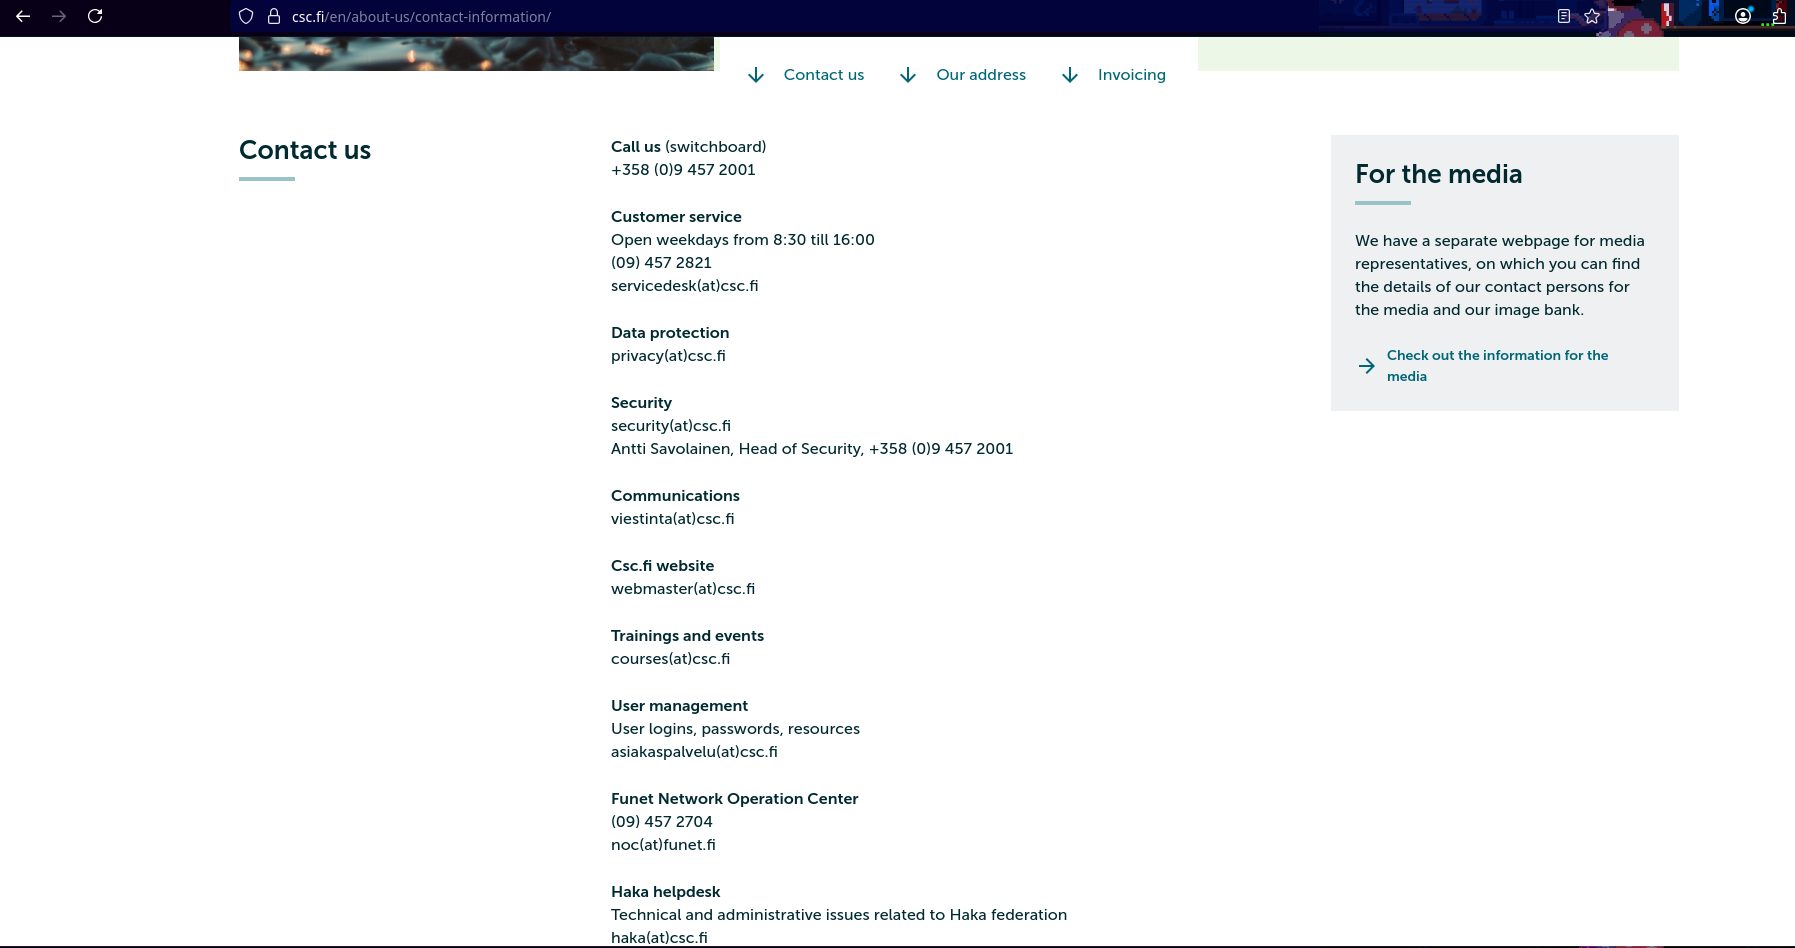 csc.fi/en/about-us/contact-information/
Contact us
Our address
Invoicing
Contact us
Call us (switchboard)
+358 (0)9 457 2001
Customer service
Open weekdays from 8:30 till 16:00
(09) 457 2821
servicedesk(at)csc.fi
Data protection
privacy(at)csc.fi
Security
security(at)csc.fi
Antti Savolainen, Head of Security, +358 (0)9 457 2001
Communications
viestinta(at)csc.fi
Csc.fi website
webmaster(at)csc.fi
Trainings and events
courses(at)csc.fi
User management
User logins, passwords, resources
asiakaspalvelu(at)csc.fi
Funet Network Operation Center
(09) 457 2704
noc(at)funet.fi
Haka helpdesk
Technical and administrative issues related to Haka federation
haka(at)csc.fi
For the media
We have a separate webpage for media
representatives, on which you can find
the details of our contact persons for
the media and our image bank.
Check out the information for the
media